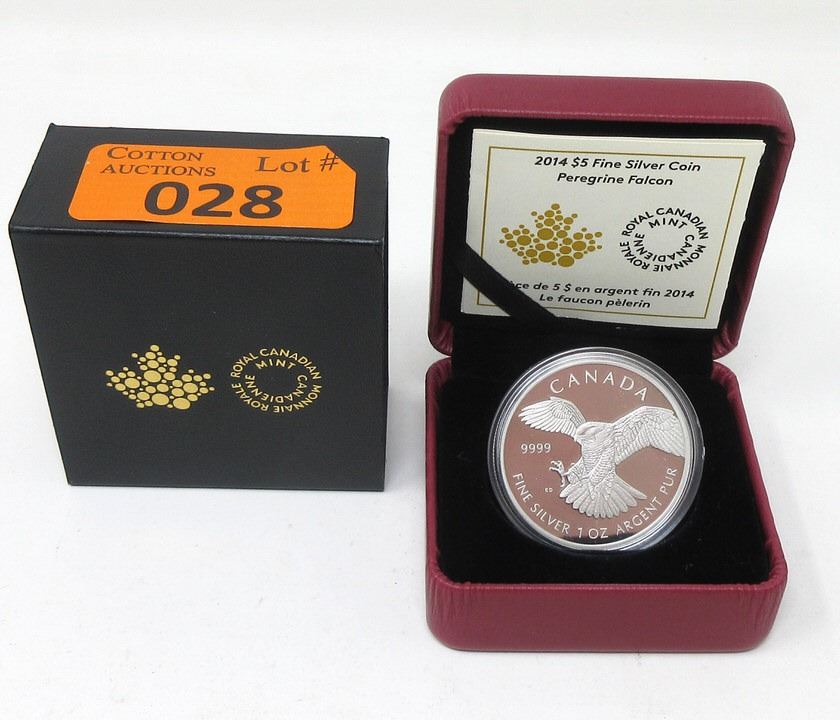 COTTON
AUCTIONS
Lot #
028
ROYAL CANADIAN MINT
MONNAIE ROYALE CANADIENNE
2014 $5 Fine Silver Coin
Peregrine Falcon
ROYAL CANADIAN MINT
MONNAIE ROYALE CANADIENNE
de 5 $ en argent fin 2014
Le faucon pèlerin
CANADA
9999
ED
FINE SILVER 1 OZ ARGENT PUR